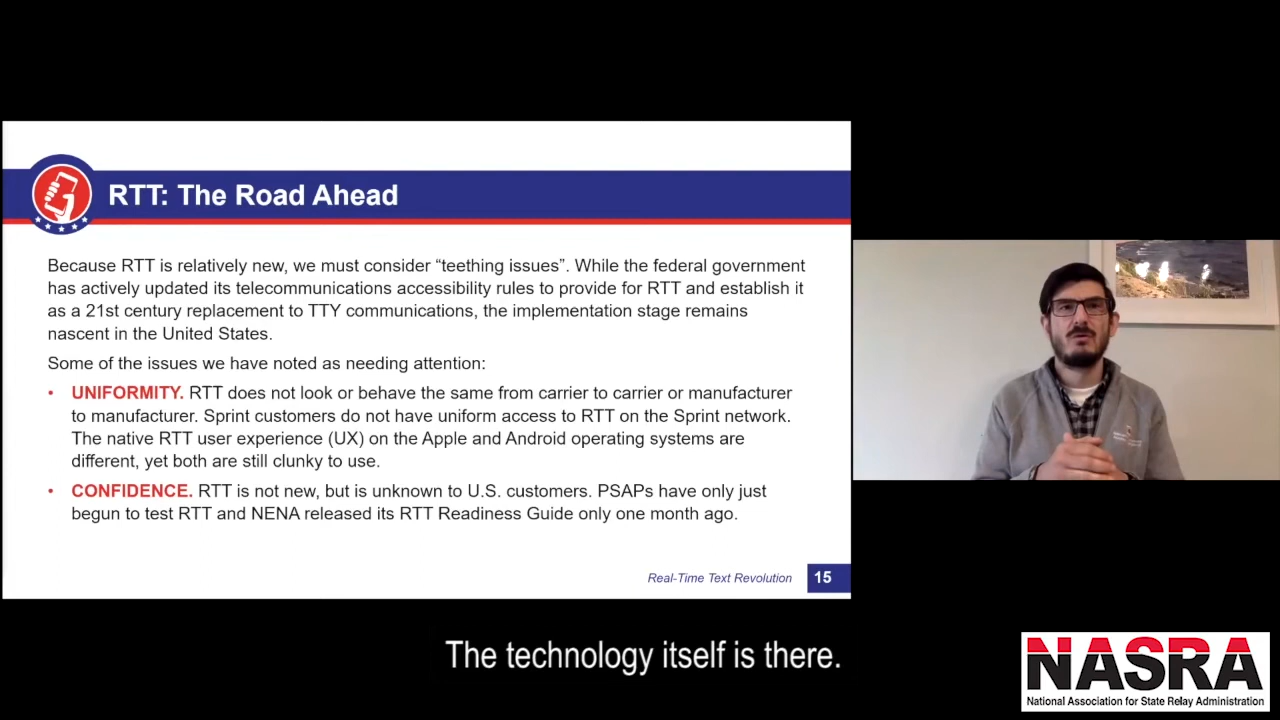 RTT: The Road Ahead
Because RTT is relatively new, we must consider “teething issues”. While the federal government
has actively updated its telecommunications accessibility rules to provide for RTT and establish it
as a 21st century replacement to TTY communications, the implementation stage remains
nascent in the United States.
Some of the issues we have noted as needing attention:
• UNIFORMITY. RTT does not look or behave the same from carrier to carrier or manufacturer
to manufacturer. Sprint customers do not have uniform access to RTT on the Sprint network.
The native RTT user experience (UX) on the Apple and Android operating systems are
different, yet both are still clunky to use.
• CONFIDENCE. RTT is not new, but is unknown to U.S. customers. PSAPs have only just
begun to test RTT and NENA released its RTT Readiness Guide only one month ago.
Real-Time Text Revolution 15
The technology itself is there.
NASRA
National Association for State Relay Administration